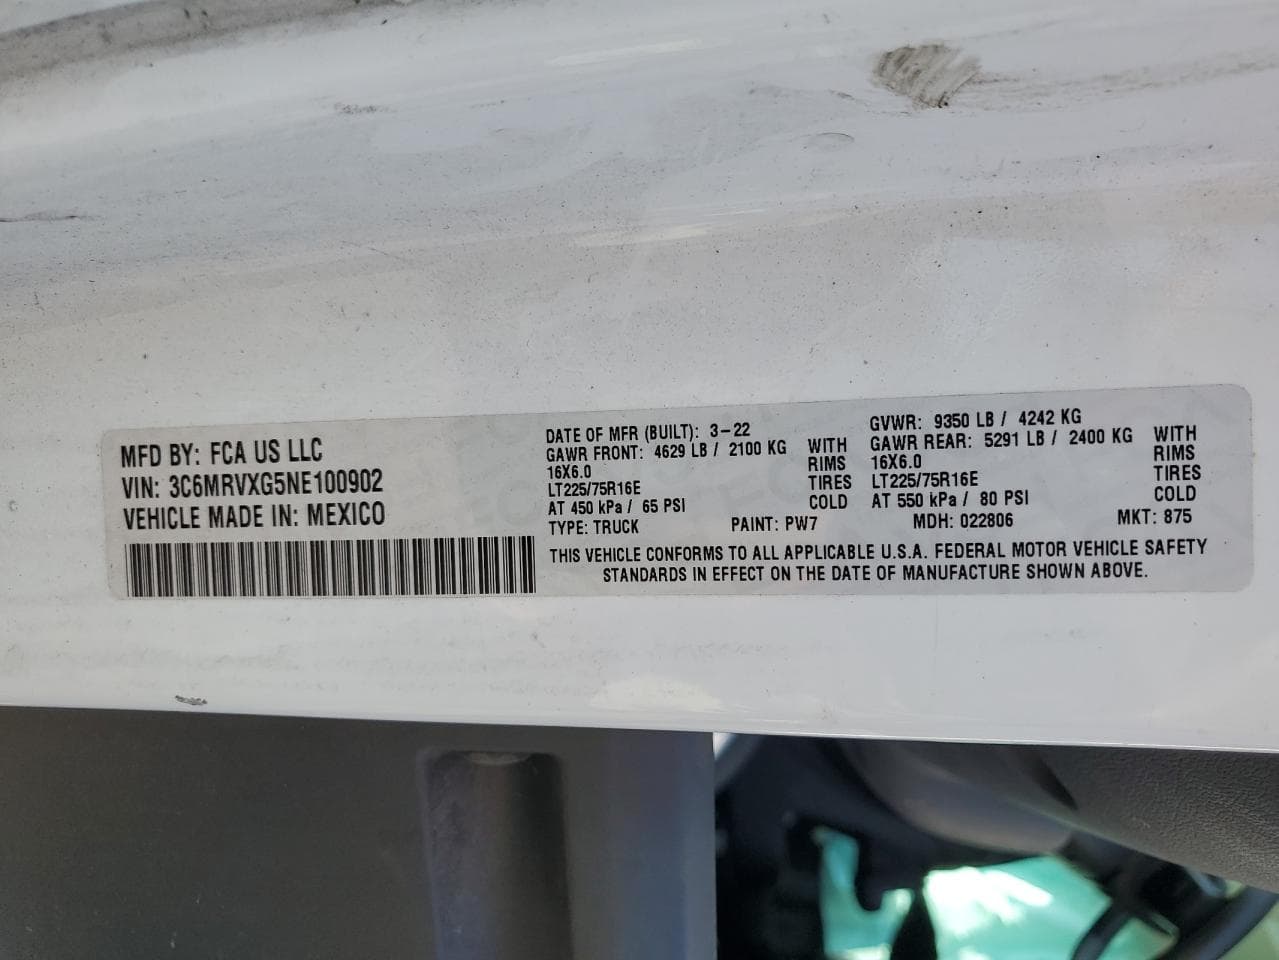 MFD BY: FCA US LLC
VIN: 3C6MRVXG5NE100902
VEHICLE MADE IN: MEXICO
DATE OF MFR (BUILT): 3-22
GAWR FRONT: 4629 LB / 2100 KG WITH
16X6.0 RIMS
LT225/75R16E TIRES
AT 450 kPa / 65 PSI COLD
GVWR: 9350 LB / 4242 KG
GAWR REAR: 5291 LB / 2400 KG WITH
16X6.0 RIMS
LT225/75R16E TIRES
AT 550 kPa / 80 PSI COLD
TYPE: TRUCK PAINT: PW7 MDH: 022806 MKT: 875
THIS VEHICLE CONFORMS TO ALL APPLICABLE U.S.A. FEDERAL MOTOR VEHICLE SAFETY
STANDARDS IN EFFECT ON THE DATE OF MANUFACTURE SHOWN ABOVE.